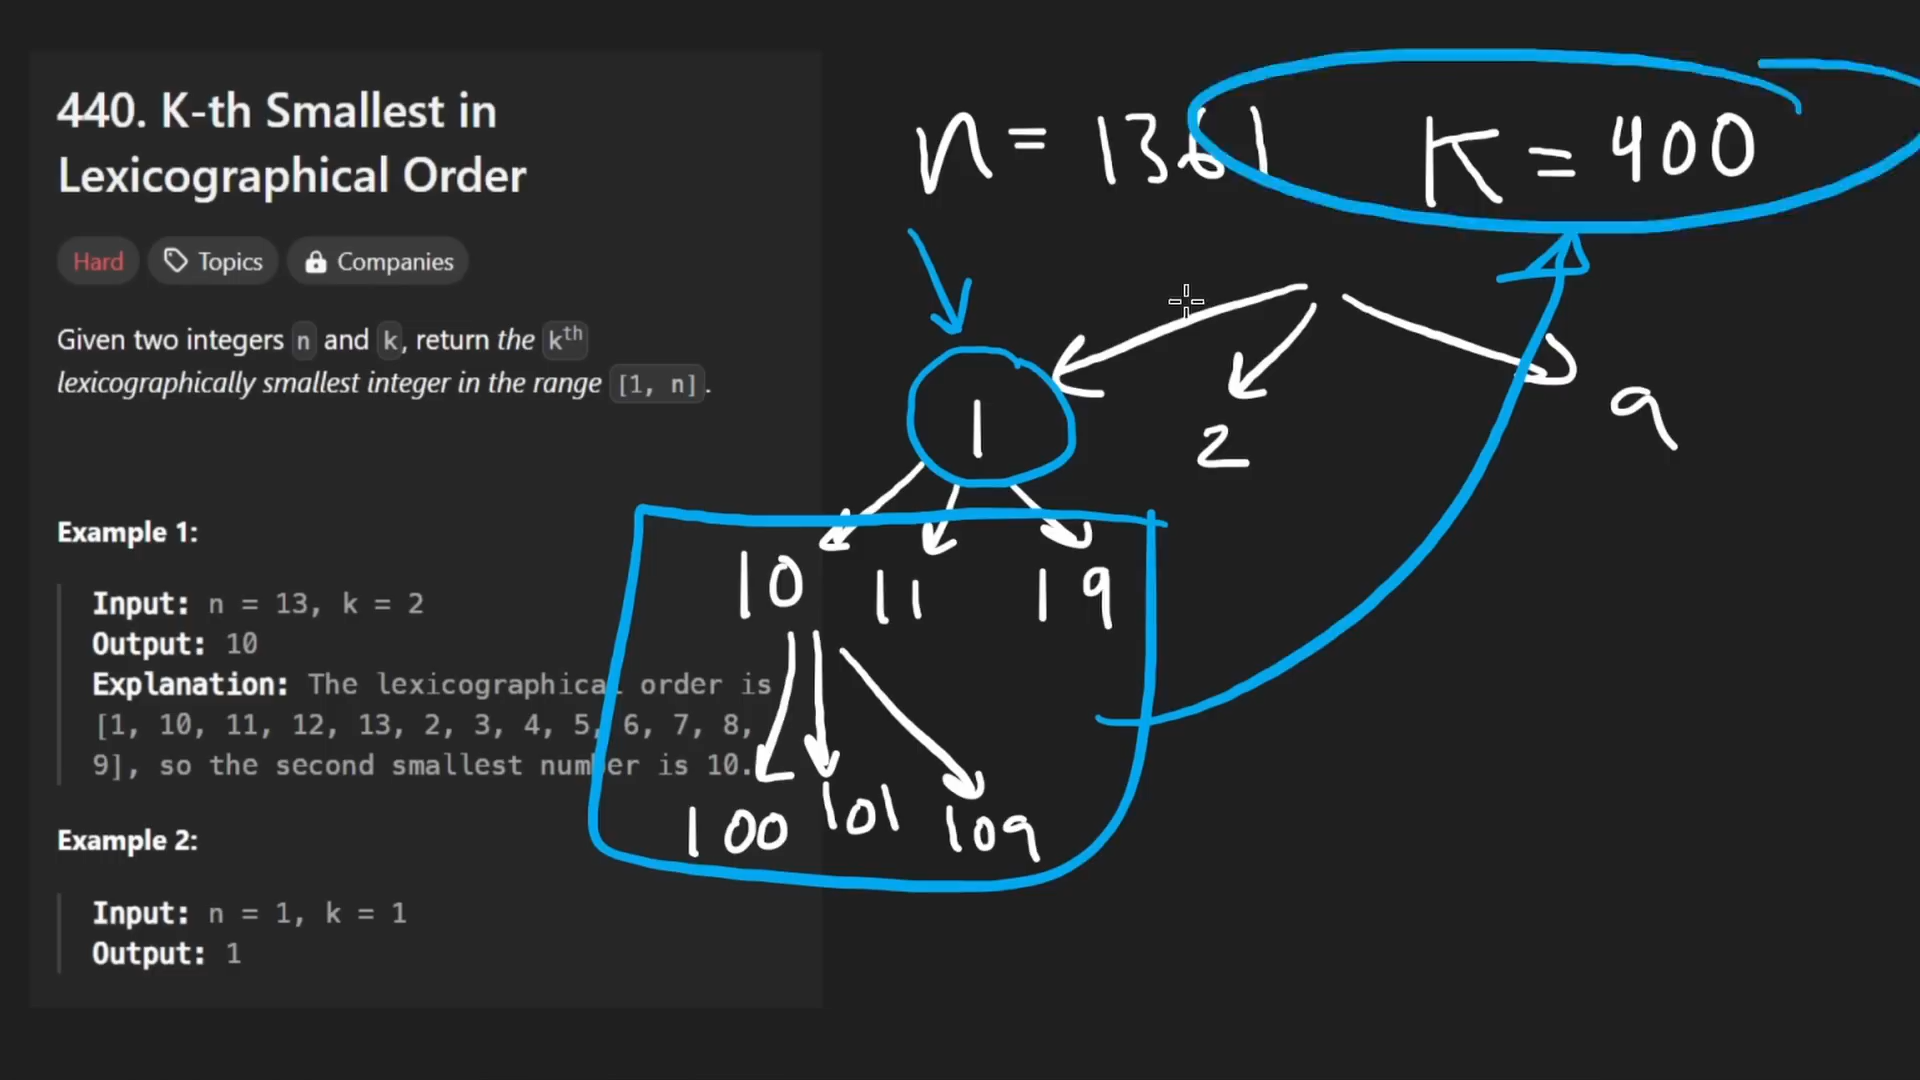 440. K-th Smallest in
Lexicographical Order
Hard Topics Companies
Given two integers n and k, return the kth
lexicographically smallest integer in the range [1, n].
Example 1:
Input: n = 13, k = 2
Output: 10
Explanation: The lexicographical order is
[1, 10, 11, 12, 13, 2, 3, 4, 5, 6, 7, 8,
9], so the second smallest number is 10.
Example 2:
Input: n = 1, k = 1
Output: 1
n = 1361 K = 400
1 2 9
10 11 19
100 101 109